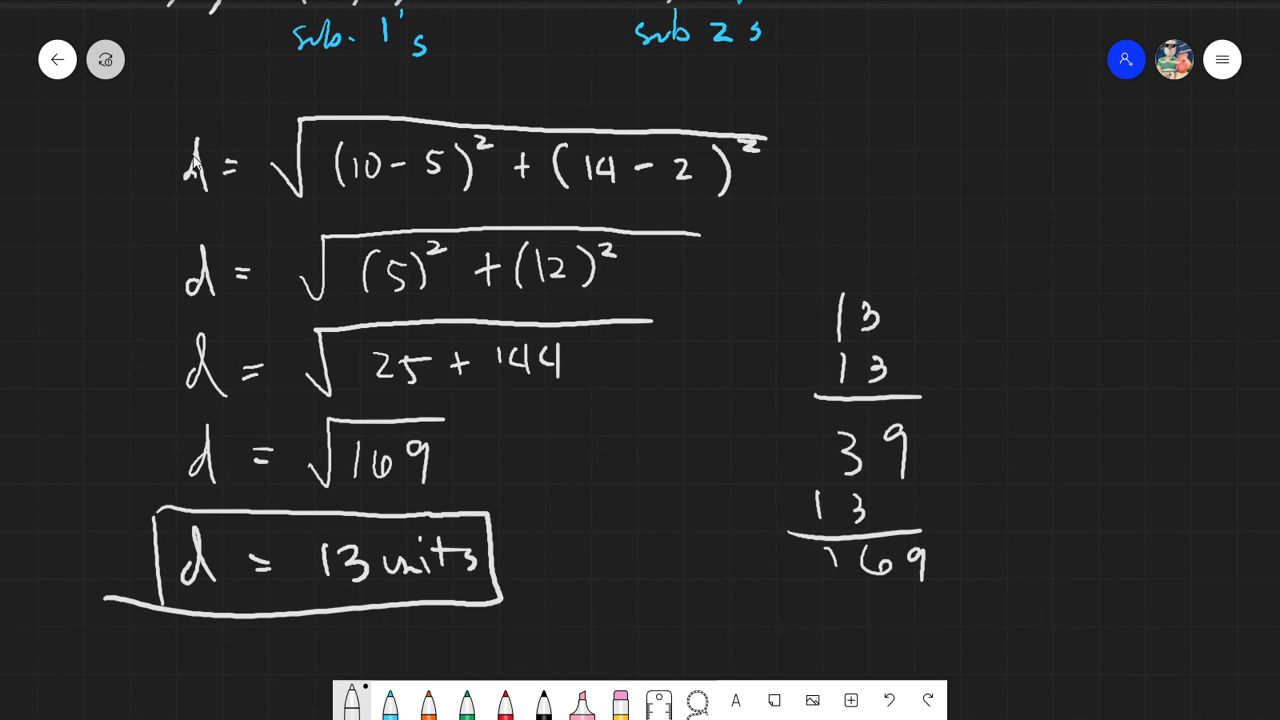 sub. 1's sub 2s
d = √(10 - 5)² + (14 - 2)²
d = √(5)² + (12)²
d = √25 + 144
d = √169
d = 13 units
13
13
39
13
169
A